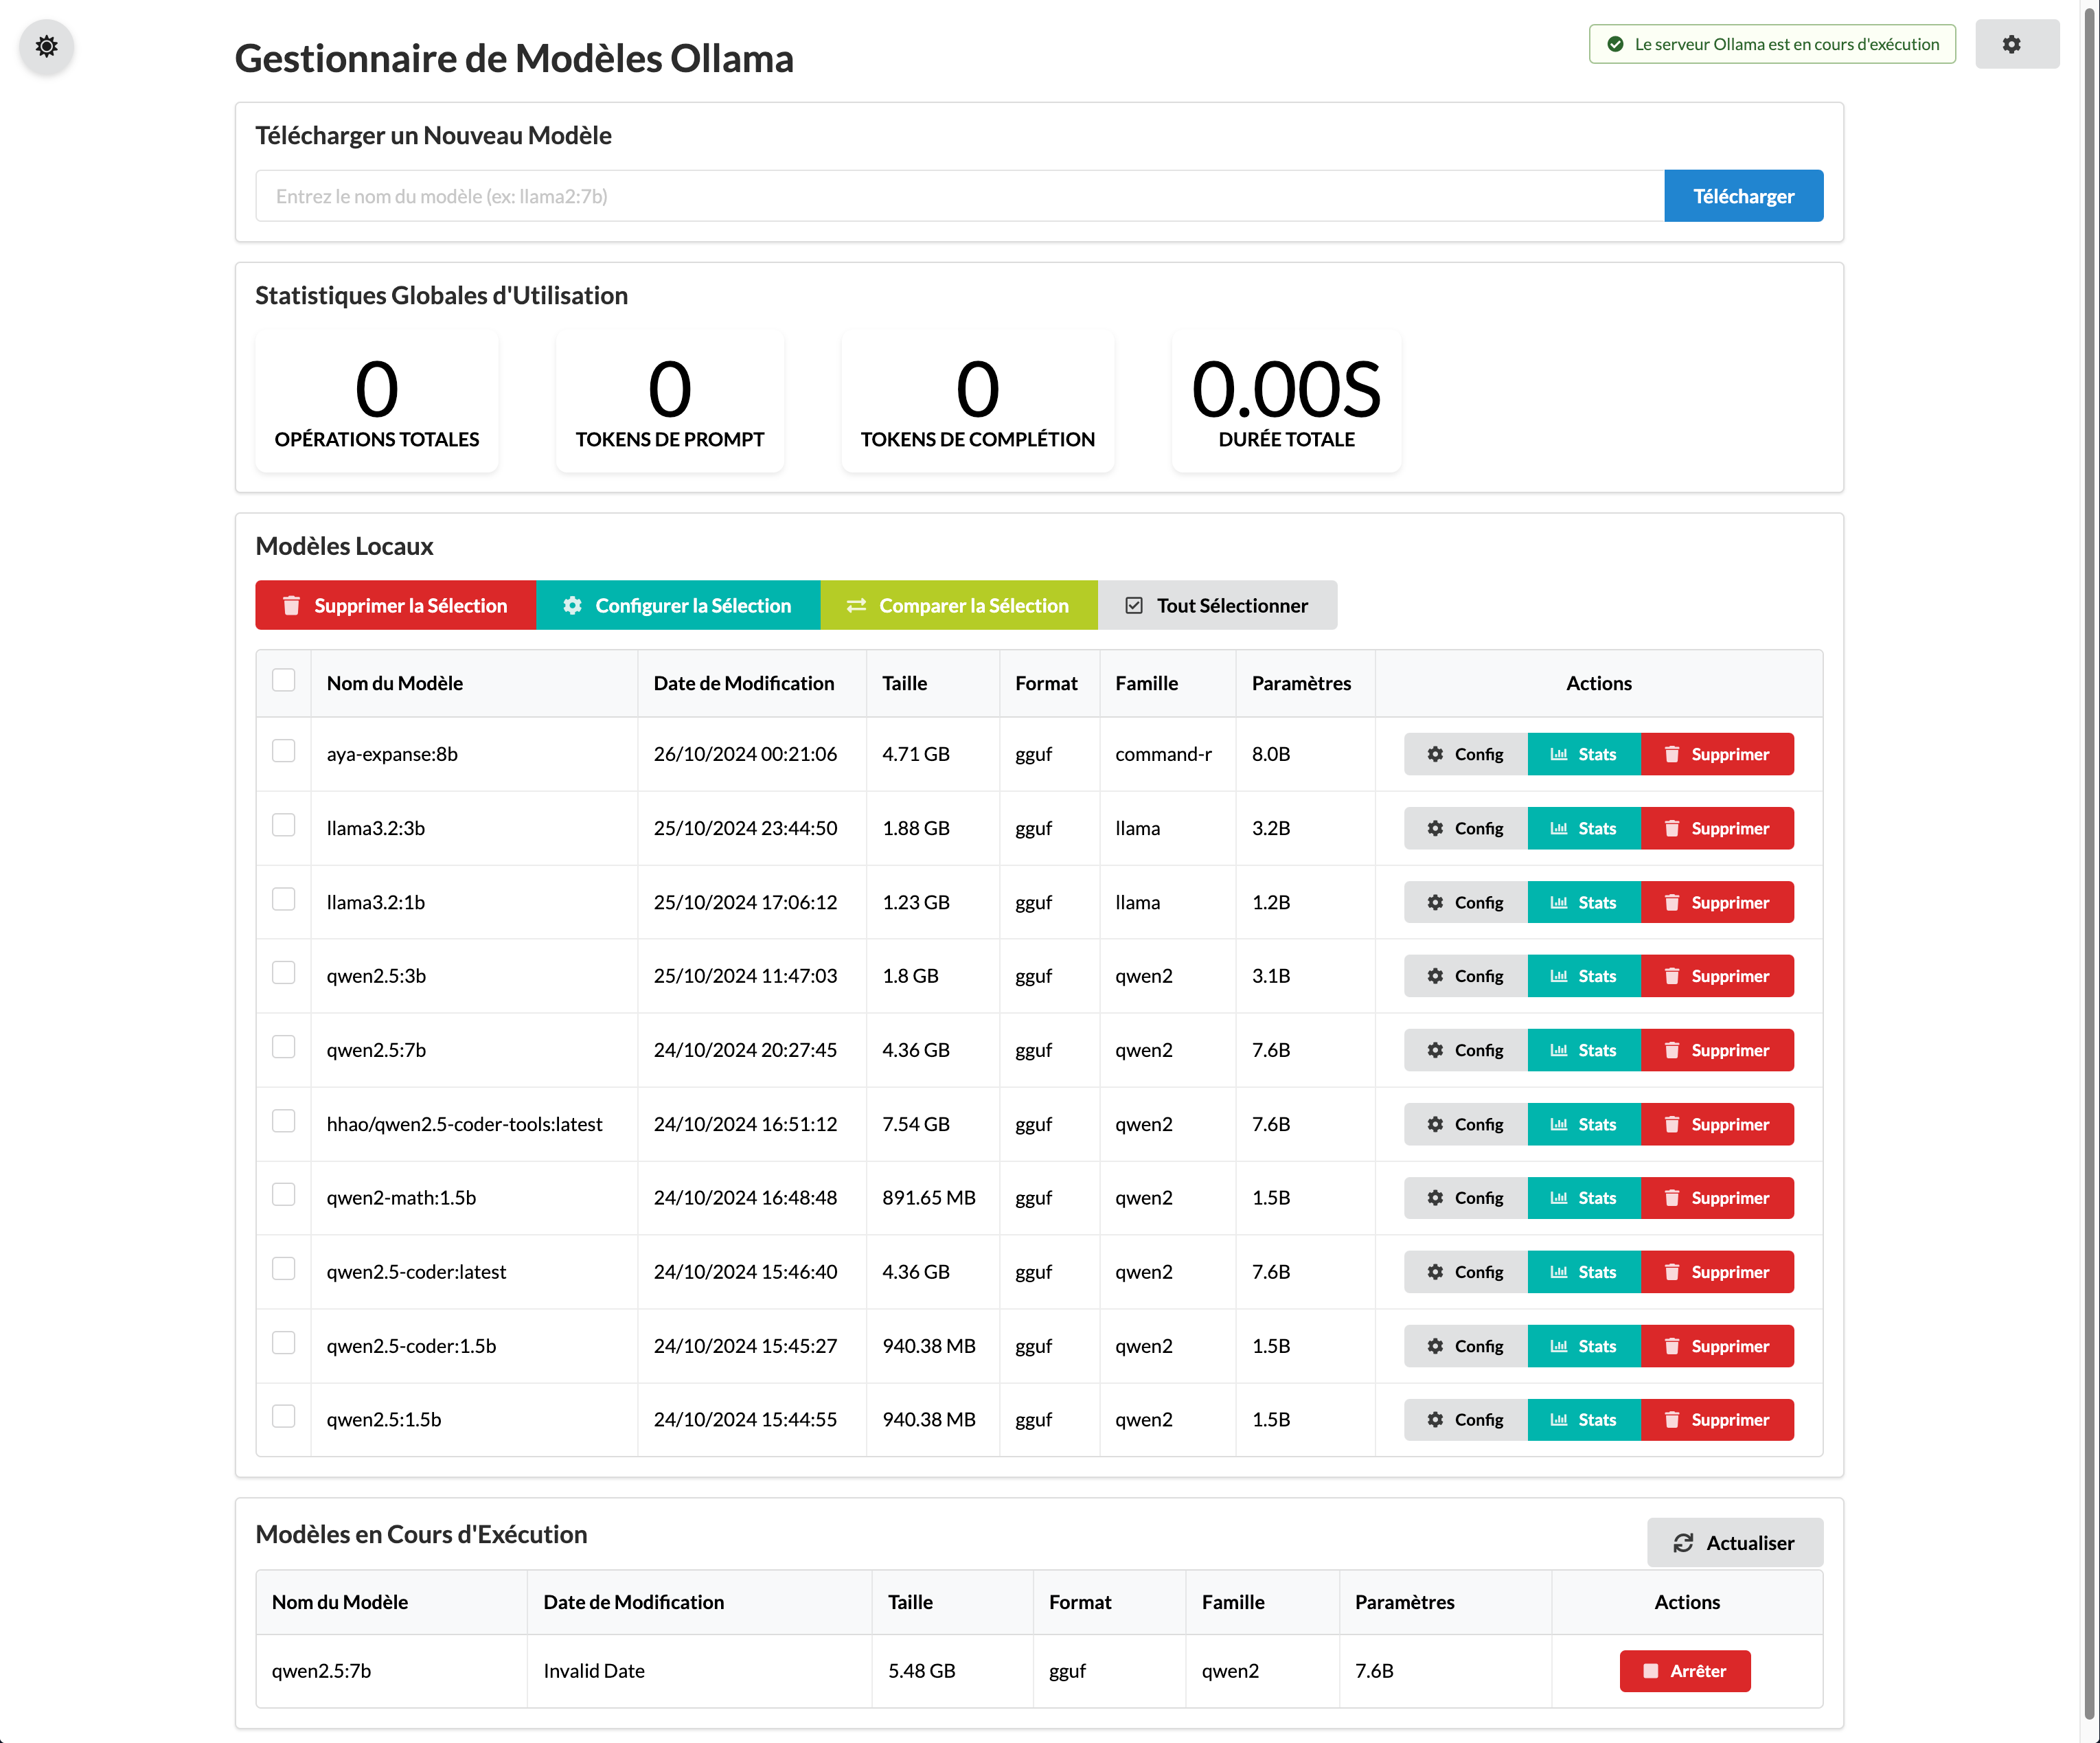 Gestionnaire de Modèles Ollama
Le serveur Ollama est en cours d'exécution
Télécharger un Nouveau Modèle
Entrez le nom du modèle (ex: llama2:7b)
Télécharger
Statistiques Globales d'Utilisation
0
OPÉRATIONS TOTALES
0
TOKENS DE PROMPT
0
TOKENS DE COMPLÉTION
0.00S
DURÉE TOTALE
Modèles Locaux
Supprimer la Sélection Configurer la Sélection Comparer la Sélection Tout Sélectionner
Nom du Modèle Date de Modification Taille Format Famille Paramètres Actions
aya-expanse:8b 26/10/2024 00:21:06 4.71 GB gguf command-r 8.0B Config Stats Supprimer
llama3.2:3b 25/10/2024 23:44:50 1.88 GB gguf llama 3.2B Config Stats Supprimer
llama3.2:1b 25/10/2024 17:06:12 1.23 GB gguf llama 1.2B Config Stats Supprimer
qwen2.5:3b 25/10/2024 11:47:03 1.8 GB gguf qwen2 3.1B Config Stats Supprimer
qwen2.5:7b 24/10/2024 20:27:45 4.36 GB gguf qwen2 7.6B Config Stats Supprimer
hhao/qwen2.5-coder-tools:latest 24/10/2024 16:51:12 7.54 GB gguf qwen2 7.6B Config Stats Supprimer
qwen2-math:1.5b 24/10/2024 16:48:48 891.65 MB gguf qwen2 1.5B Config Stats Supprimer
qwen2.5-coder:latest 24/10/2024 15:46:40 4.36 GB gguf qwen2 7.6B Config Stats Supprimer
qwen2.5-coder:1.5b 24/10/2024 15:45:27 940.38 MB gguf qwen2 1.5B Config Stats Supprimer
qwen2.5:1.5b 24/10/2024 15:44:55 940.38 MB gguf qwen2 1.5B Config Stats Supprimer
Modèles en Cours d'Exécution
Actualiser
Nom du Modèle Date de Modification Taille Format Famille Paramètres Actions
qwen2.5:7b Invalid Date 5.48 GB gguf qwen2 7.6B Arrêter